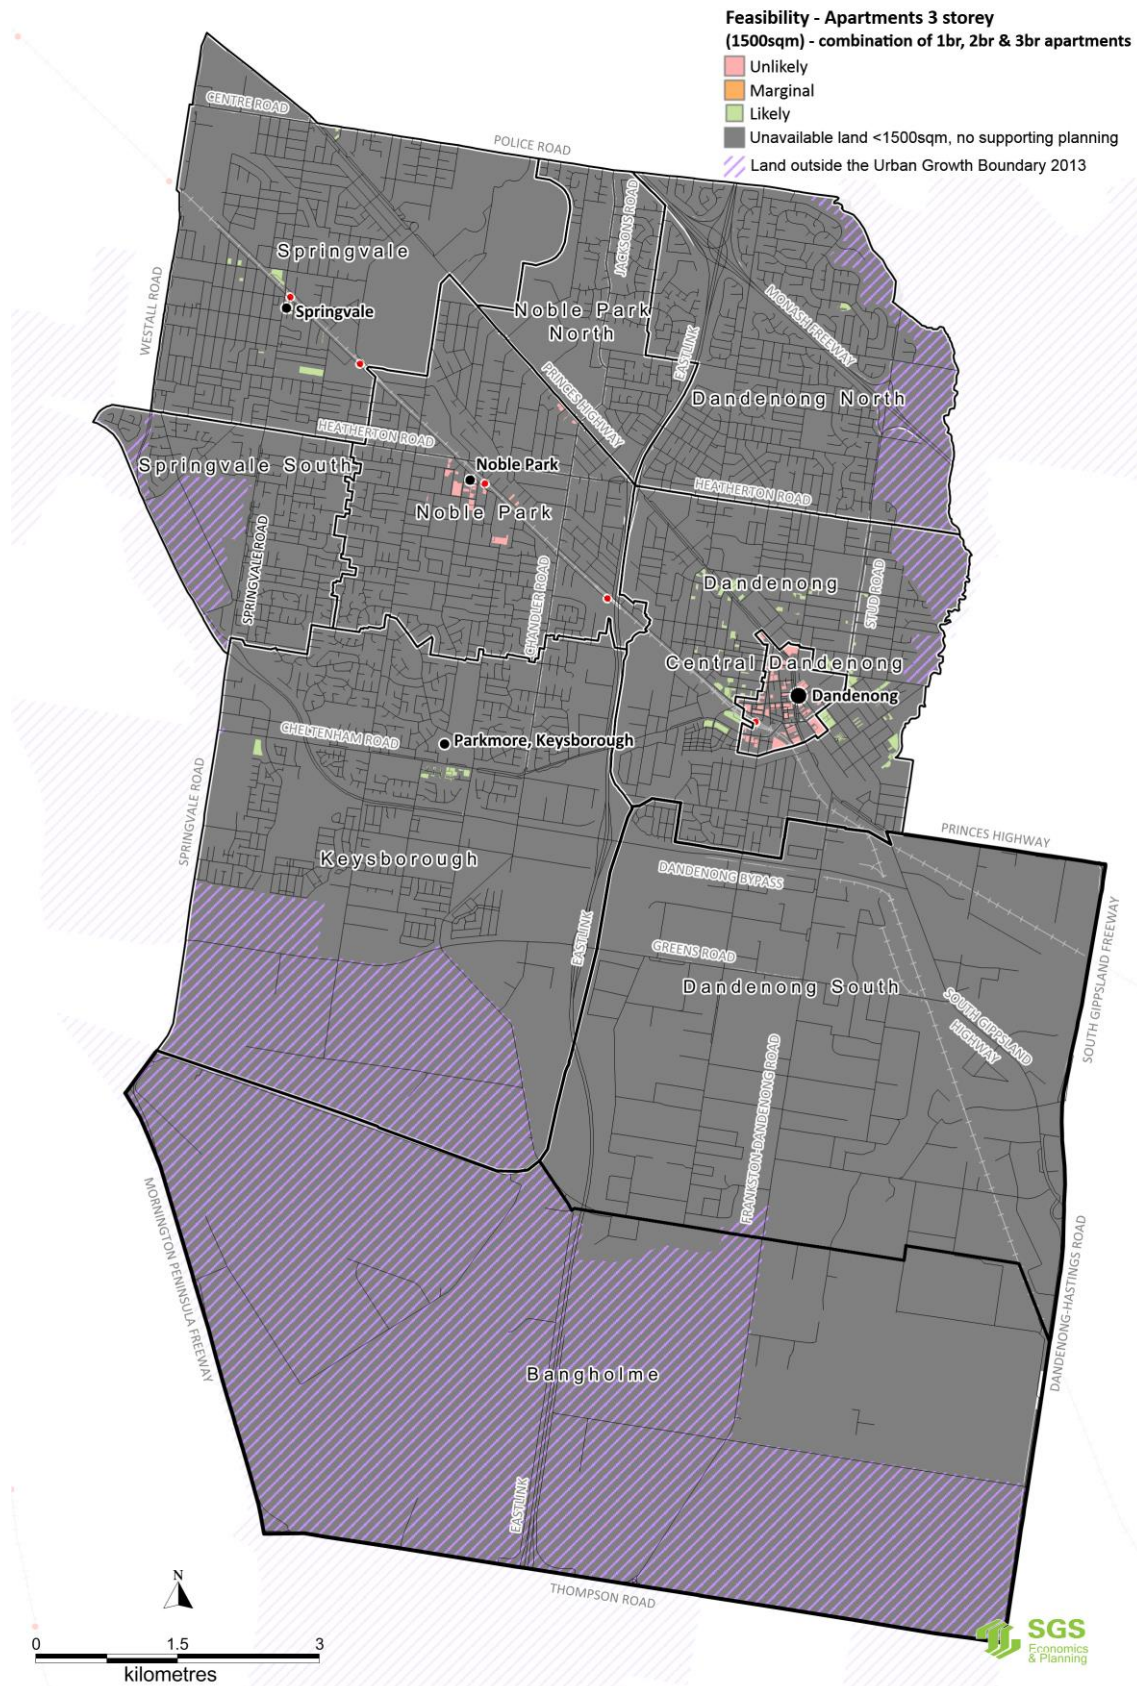 Feasibility - Apartments 3 storey
(1500sqm) - combination of 1br, 2br & 3br apartments
Unlikely
Marginal
Likely
Unavailable land <1500sqm, no supporting planning
Land outside the Urban Growth Boundary 2013
CENTRE ROAD
POLICE ROAD
JACKSONS ROAD
Springvale
WESTALL ROAD
Springvale
Noble Park
North
MONASH FREEWAY
EASTLINK
PRINCES HIGHWAY
Dandenong North
HEATHERTON ROAD
Springvale South
Noble Park
HEATHERTON ROAD
Noble Park
SPRINGVALE ROAD
CHANDLER ROAD
Dandenong
STUD ROAD
Central Dandenong
Dandenong
CHELTENHAM ROAD
Parkmore, Keysborough
SPRINGVALE ROAD
PRINCES HIGHWAY
Keysborough
DANDENONG BYPASS
EASTLINK
GREENS ROAD
Dandenong South
SOUTH GIPPSLAND
HIGHWAY
SOUTH GIPPSLAND FREEWAY
FRANKSTON-DANDENONG ROAD
MORNINGTON PENINSULA FREEWAY
DANDENONG-HASTINGS ROAD
Bangholme
EASTLINK
THOMPSON ROAD
N
0 1.5 3
kilometres
SGS
Economics
& Planning